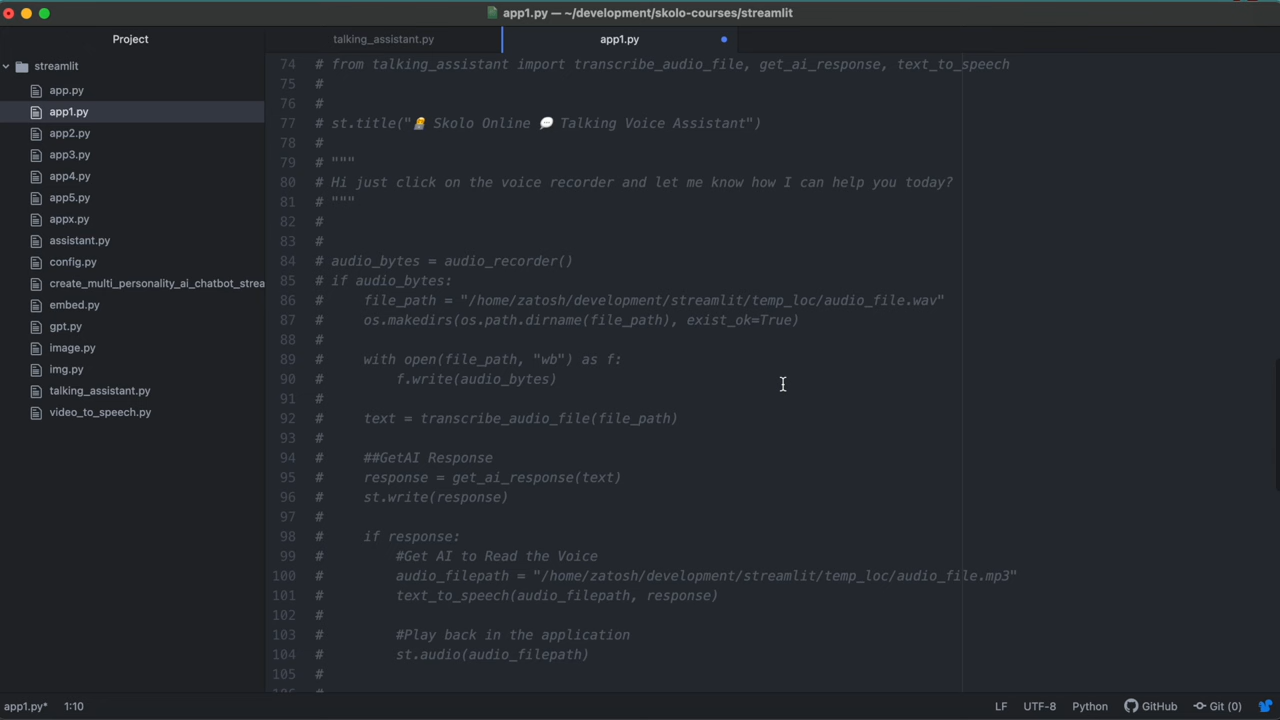 app1.py — ~/development/skolo-courses/streamlit
Project
talking_assistant.py
app1.py
streamlit
app.py
app1.py
app2.py
app3.py
app4.py
app5.py
appx.py
assistant.py
config.py
create_multi_personality_ai_chatbot_strea
embed.py
gpt.py
image.py
img.py
talking_assistant.py
video_to_speech.py
74 # from talking_assistant import transcribe_audio_file, get_ai_response, text_to_speech
75 #
76 #
77 # st.title("🧑‍🚀 Skolo Online 💬 Talking Voice Assistant")
78 #
79 # """
80 # Hi just click on the voice recorder and let me know how I can help you today?
81 # """
82 #
83 #
84 # audio_bytes = audio_recorder()
85 # if audio_bytes:
86 #     file_path = "/home/zatosh/development/streamlit/temp_loc/audio_file.wav"
87 #     os.makedirs(os.path.dirname(file_path), exist_ok=True)
88 #
89 #     with open(file_path, "wb") as f:
90 #         f.write(audio_bytes)
91 #
92 #     text = transcribe_audio_file(file_path)
93 #
94 #     ##GetAI Response
95 #     response = get_ai_response(text)
96 #     st.write(response)
97 #
98 #     if response:
99 #         #Get AI to Read the Voice
100 #         audio_filepath = "/home/zatosh/development/streamlit/temp_loc/audio_file.mp3"
101 #         text_to_speech(audio_filepath, response)
102 #
103 #         #Play back in the application
104 #         st.audio(audio_filepath)
105 #
106 #
app1.py* 1:10
LF UTF-8 Python GitHub Git (0)